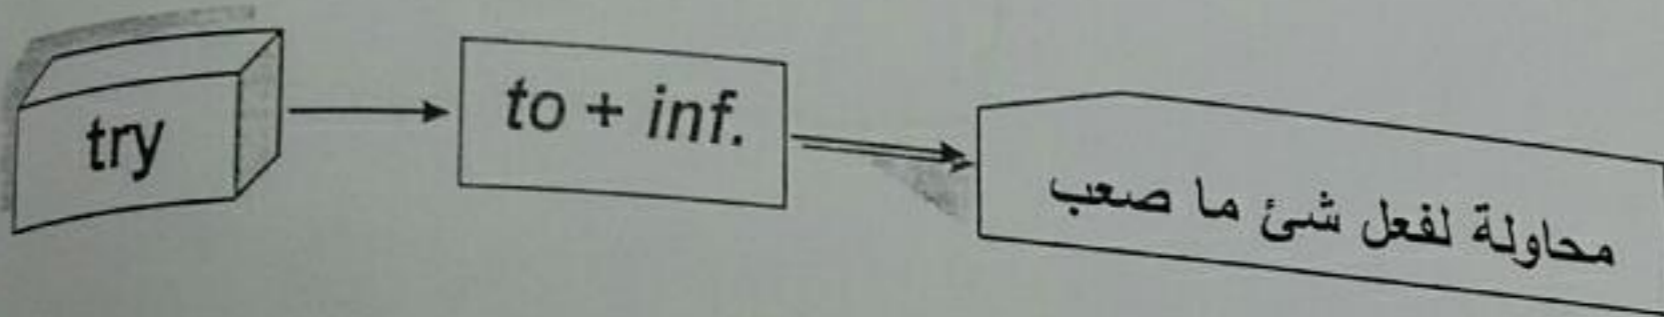 try
to + inf.
محاولة لفعل شئ ما صعب